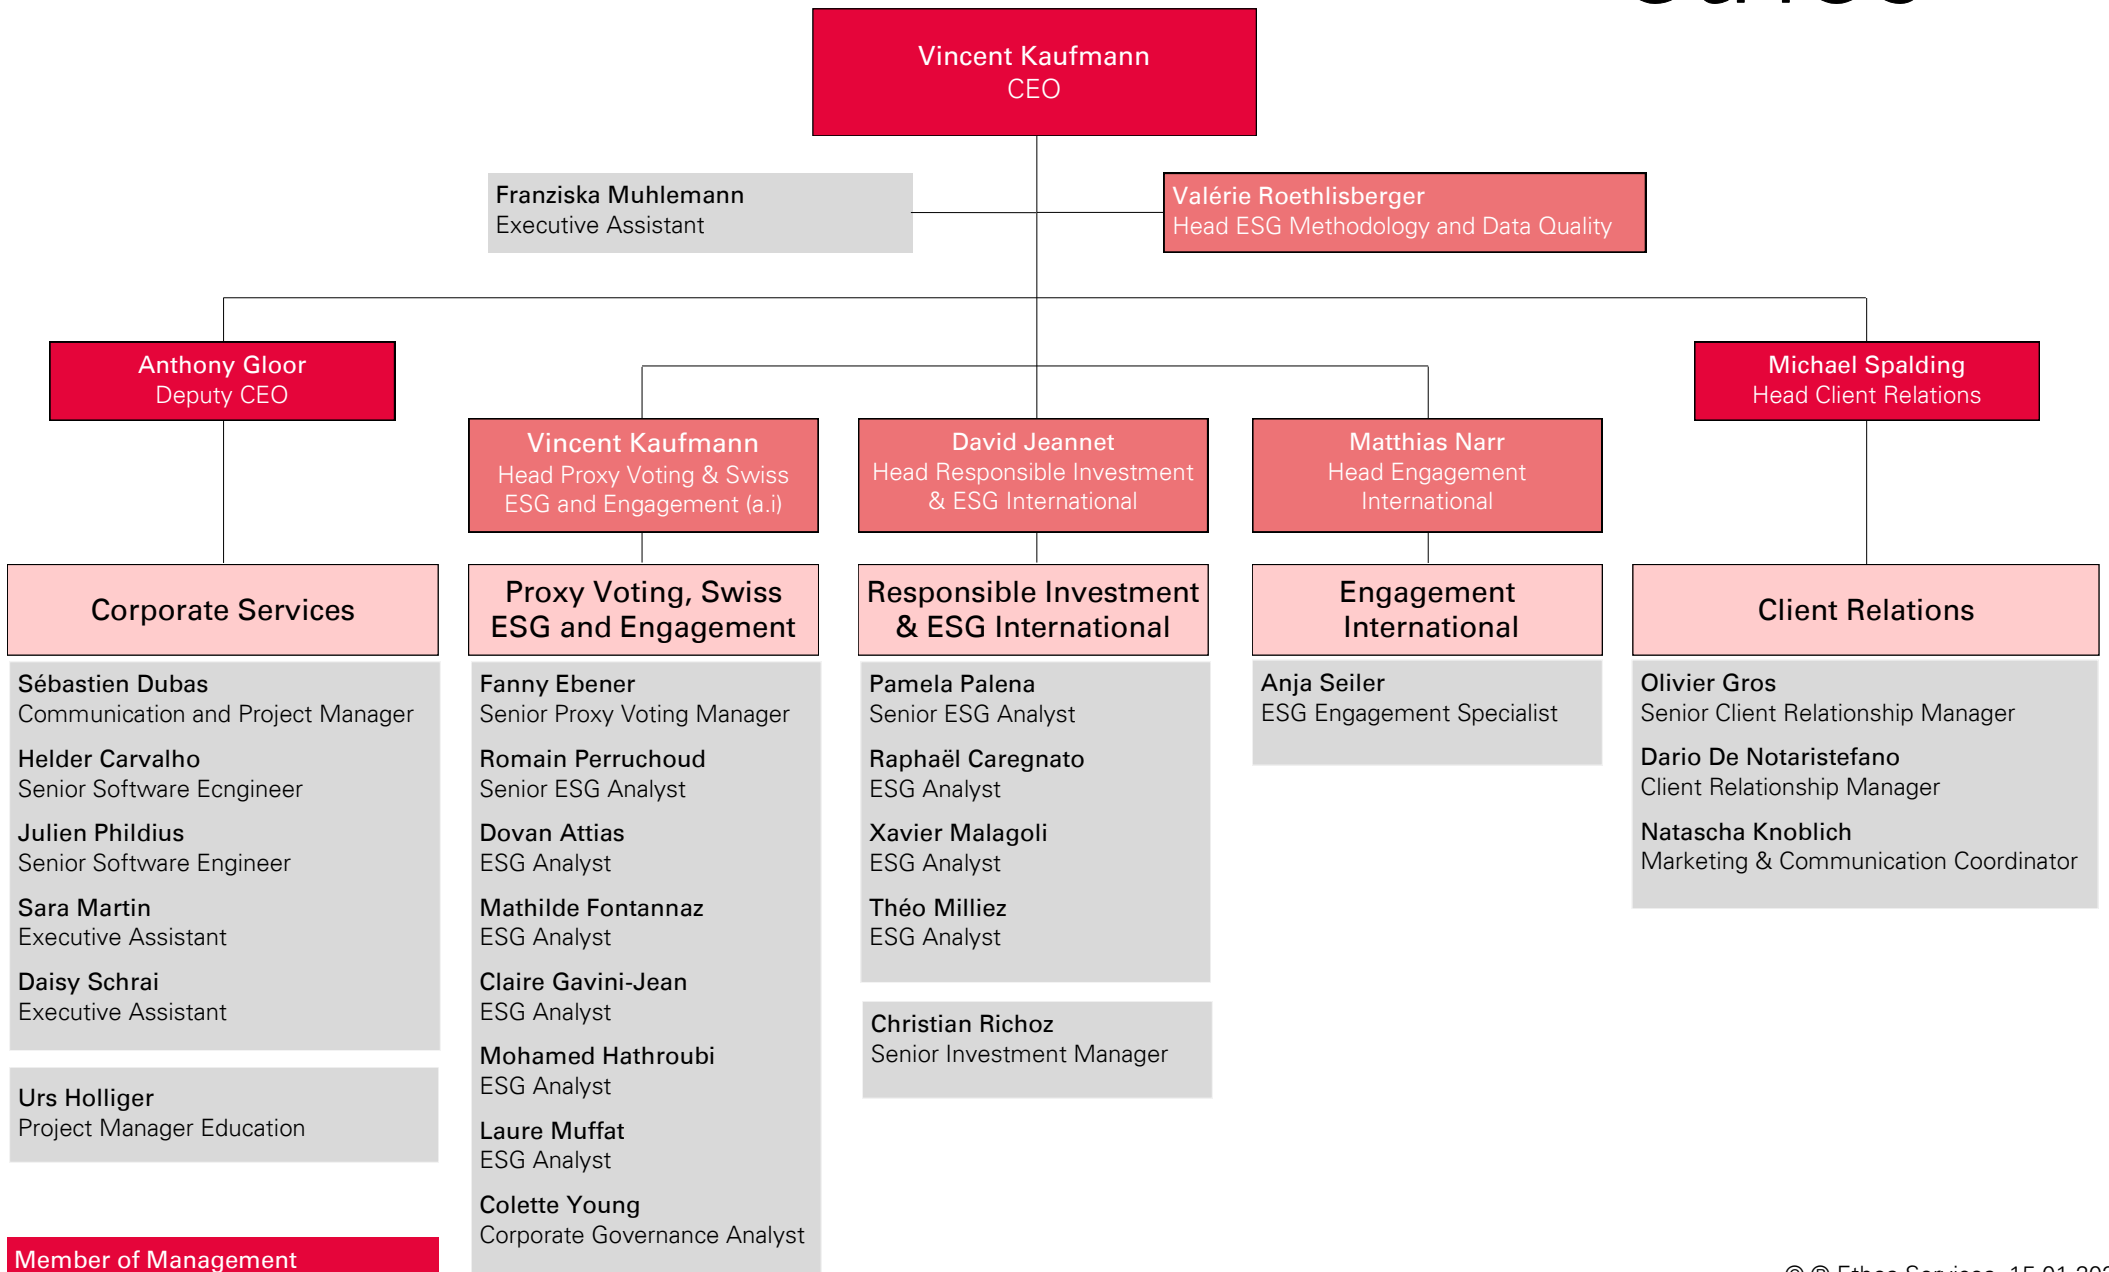 Vincent Kaufmann
CEO
Franziska Muhlemann
Executive Assistant
Valérie Roethlisberger
Head ESG Methodology and Data Quality
Anthony Gloor
Deputy CEO
Michael Spalding
Head Client Relations
Vincent Kaufmann
Head Proxy Voting & Swiss
ESG and Engagement (a.i)
David Jeannet
Head Responsible Investment
& ESG International
Matthias Narr
Head Engagement
International
Corporate Services
Proxy Voting, Swiss
ESG and Engagement
Responsible Investment
& ESG International
Engagement
International
Client Relations
Sébastien Dubas
Communication and Project Manager
Helder Carvalho
Senior Software Ecngineer
Julien Phildius
Senior Software Engineer
Sara Martin
Executive Assistant
Daisy Schrai
Executive Assistant
Urs Holliger
Project Manager Education
Fanny Ebener
Senior Proxy Voting Manager
Romain Perruchoud
Senior ESG Analyst
Dovan Attias
ESG Analyst
Mathilde Fontannaz
ESG Analyst
Claire Gavini-Jean
ESG Analyst
Mohamed Hathroubi
ESG Analyst
Laure Muffat
ESG Analyst
Colette Young
Corporate Governance Analyst
Pamela Palena
Senior ESG Analyst
Raphaël Caregnato
ESG Analyst
Xavier Malagoli
ESG Analyst
Théo Milliez
ESG Analyst
Christian Richoz
Senior Investment Manager
Anja Seiler
ESG Engagement Specialist
Olivier Gros
Senior Client Relationship Manager
Dario De Notaristefano
Client Relationship Manager
Natascha Knoblich
Marketing & Communication Coordinator
Member of Management
Ethos Services